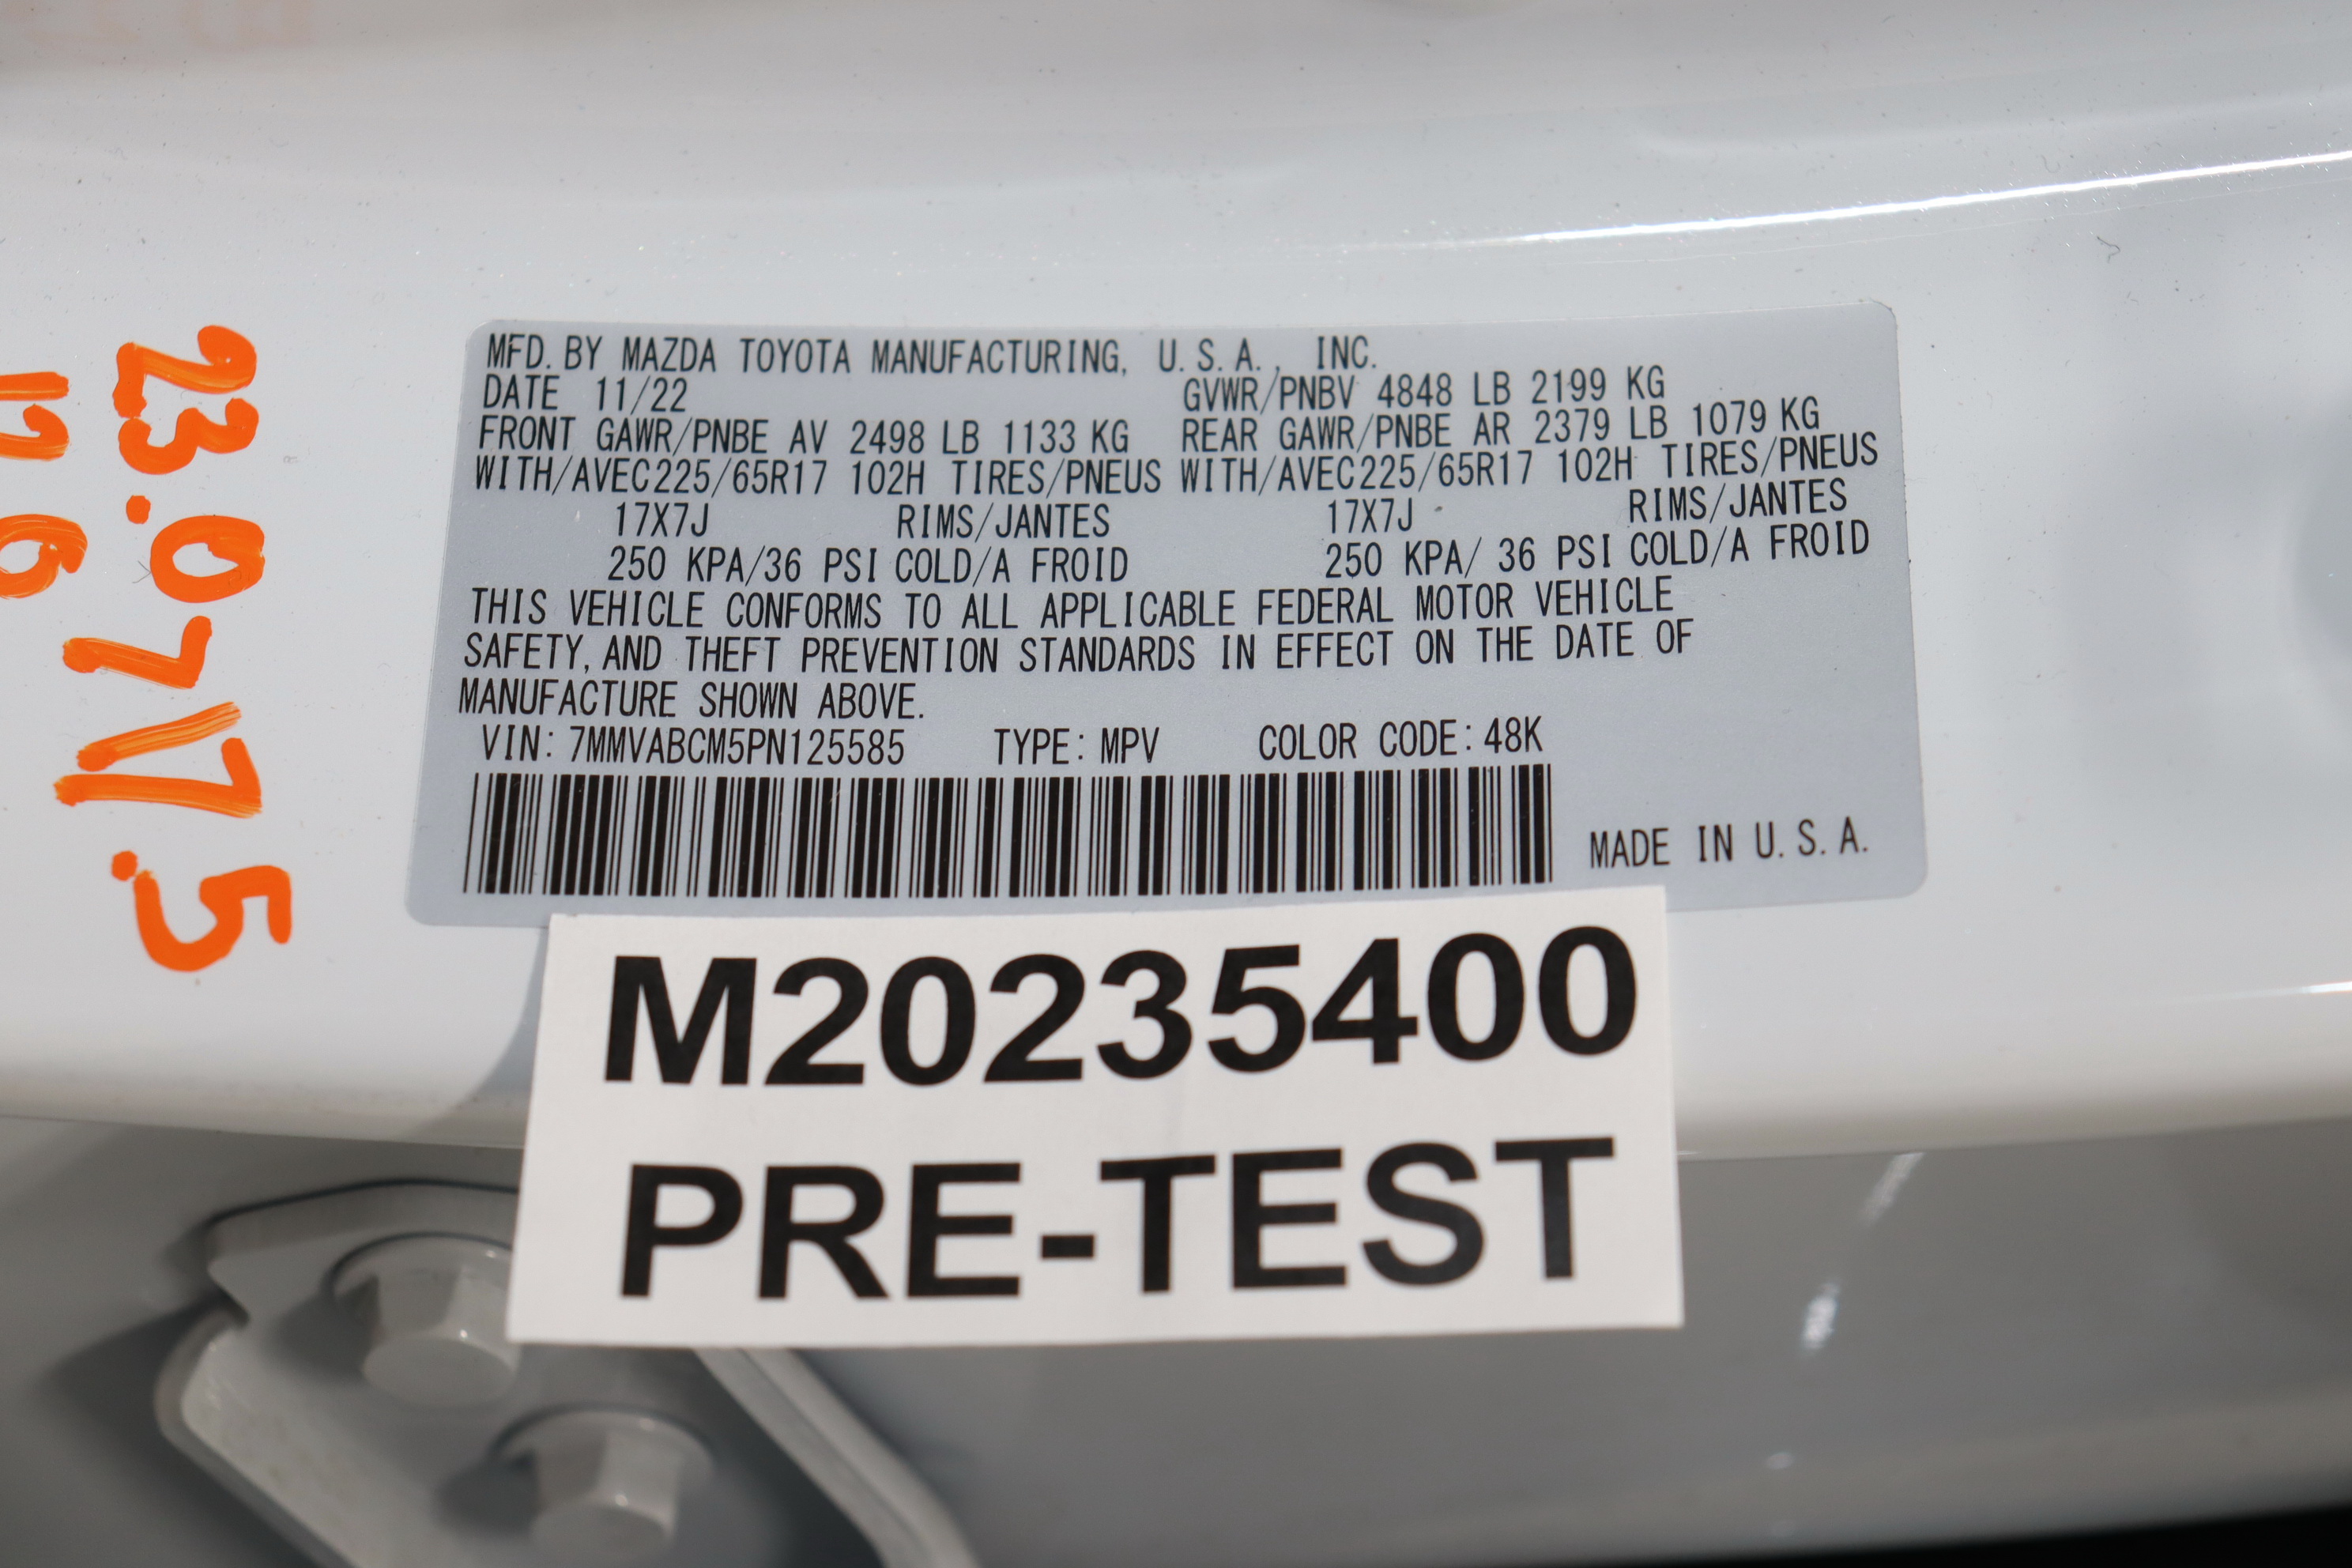 MFD. BY MAZDA TOYOTA MANUFACTURING, U.S.A., INC.
DATE 11/22 GVWR/PNBV 4848 LB 2199 KG
FRONT GAWR/PNBE AV 2498 LB 1133 KG REAR GAWR/PNBE AR 2379 LB 1079 KG
WITH/AVEC225/65R17 102H TIRES/PNEUS WITH/AVEC225/65R17 102H TIRES/PNEUS
17X7J RIMS/JANTES 17X7J RIMS/JANTES
250 KPA/36 PSI COLD/A FROID 250 KPA/ 36 PSI COLD/A FROID
THIS VEHICLE CONFORMS TO ALL APPLICABLE FEDERAL MOTOR VEHICLE
SAFETY, AND THEFT PREVENTION STANDARDS IN EFFECT ON THE DATE OF
MANUFACTURE SHOWN ABOVE.
VIN: 7MMVABCM5PN125585 TYPE: MPV COLOR CODE: 48K
MADE IN U.S.A.
M20235400
PRE-TEST